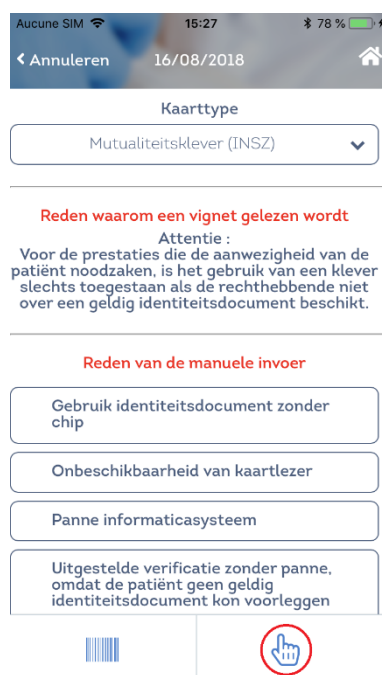 Aucune SIM 15:27 78 %
Annuleren 16/08/2018
Kaarttype
Mutualiteitsklever (INSZ)
Reden waarom een vignet gelezen wordt
Attentie :
Voor de prestaties die de aanwezigheid van de
patiënt noodzaken, is het gebruik van een klever
slechts toegestaan als de rechthebbende niet
over een geldig identiteitsdocument beschikt.
Reden van de manuele invoer
Gebruik identiteitsdocument zonder
chip
Onbeschikbaarheid van kaartlezer
Panne informaticasysteem
Uitgestelde verificatie zonder panne,
omdat de patiënt geen geldig
identiteitsdocument kon voorleggen